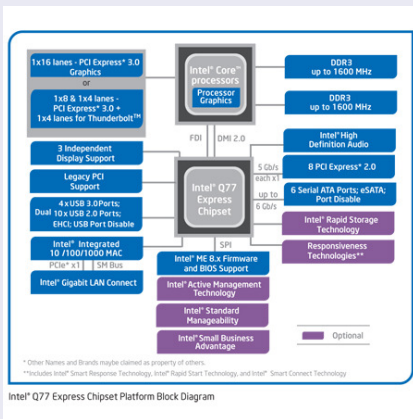 1x16 lanes - PCI Express* 3.0
Graphics
or
1x8 & 1x4 lanes -
PCI Express* 3.0 +
1x4 lanes for Thunderbolt™
Intel® Core™
processors
Processor
Graphics
DDR3
up to 1600 MHz
DDR3
up to 1600 MHz
FDI
DMI 2.0
3 Independent
Display Support
Legacy PCI
Support
4 x USB 3.0 Ports;
Dual 10x USB 2.0 Ports;
EHCI; USB Port Disable
Intel® Integrated
10 /100/1000 MAC
PCIe* x1
SM Bus
Intel® Gigabit LAN Connect
Intel® Q77
Express
Chipset
Intel® High
Definition Audio
5 Gb/s
each x1
8 PCI Express* 2.0
up to
6 Gb/s
6 Serial ATA Ports; eSATA;
Port Disable
Intel® Rapid Storage
Technology
Responsiveness
Technologies**
SPI
Intel® ME 8.x Firmware
and BIOS Support
Intel® Active Management
Technology
Intel® Standard
Manageability
Intel® Small Business
Advantage
Optional
* Other Names and Brands maybe claimed as property of others.
**Includes Intel® Smart Response Technology, Intel® Rapid Start Technology, and Intel® Smart Connect Technology
Intel® Q77 Express Chipset Platform Block Diagram